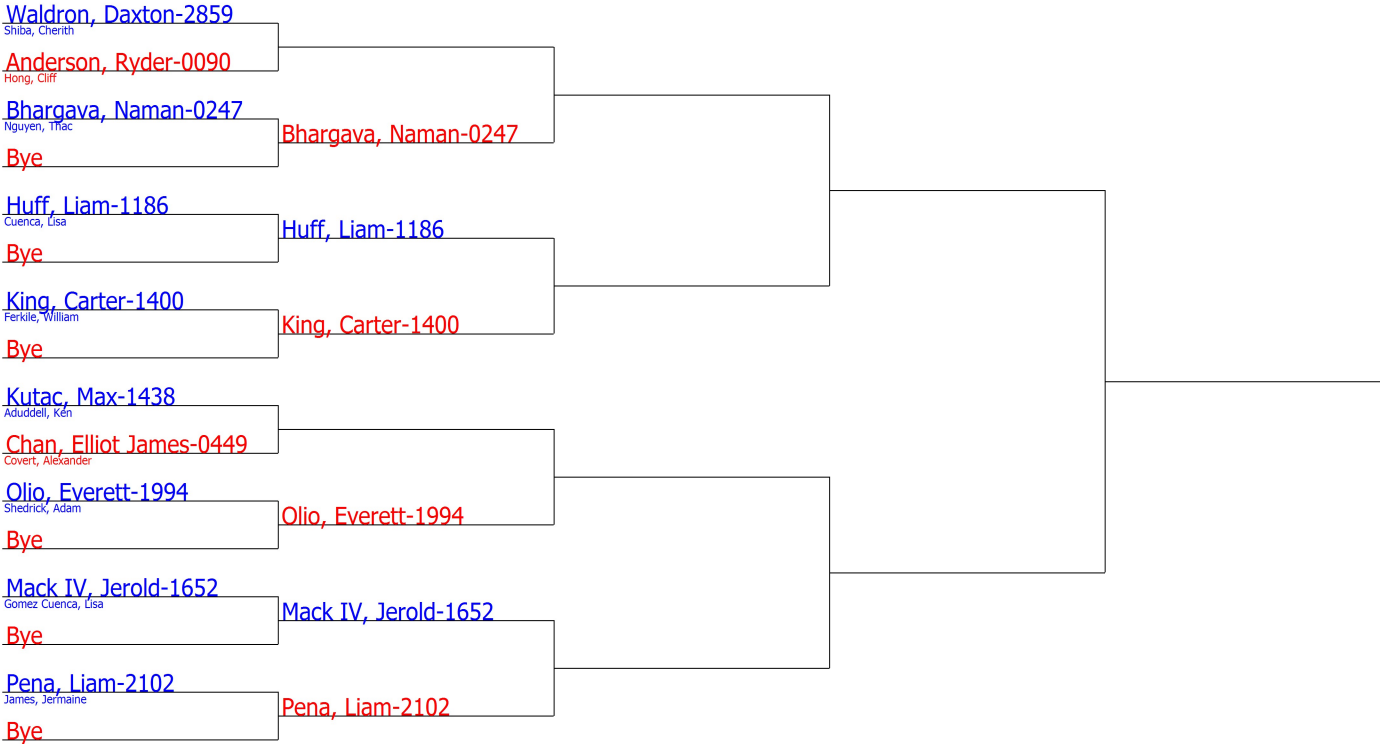 Waldron, Daxton-2859
Shiba, Cherith
Anderson, Ryder-0090
Hong, Cliff
Bhargava, Naman-0247
Nguyen, Thac
Bhargava, Naman-0247
Bye
Huff, Liam-1186
Cuenca, Lisa
Huff, Liam-1186
Bye
King, Carter-1400
Ferkile, William
King, Carter-1400
Bye
Kutac, Max-1438
Aduddell, Ken
Chan, Elliot James-0449
Covert, Alexander
Olio, Everett-1994
Shedrick, Adam
Olio, Everett-1994
Bye
Mack IV, Jerold-1652
Gomez Cuenca, Lisa
Mack IV, Jerold-1652
Bye
Pena, Liam-2102
James, Jermaine
Pena, Liam-2102
Bye